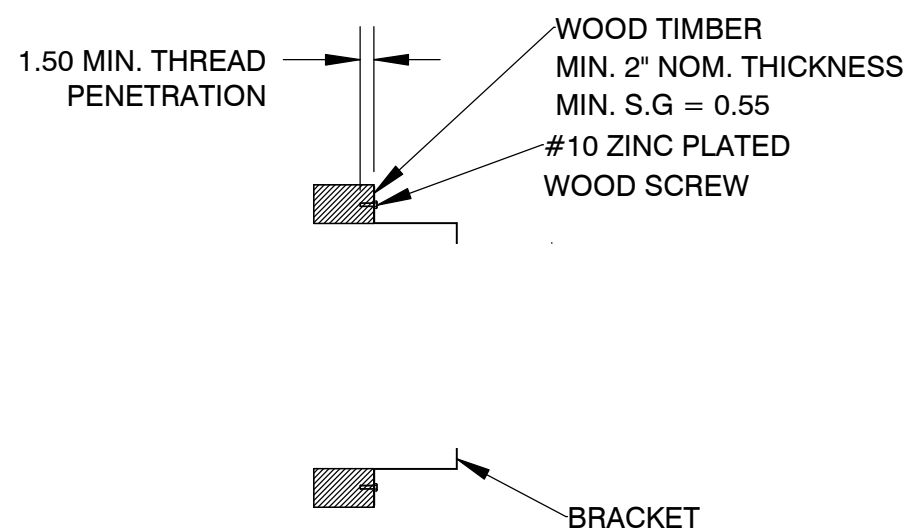 1.50 MIN. THREAD
PENETRATION
WOOD TIMBER
MIN. 2" NOM. THICKNESS
MIN. S.G = 0.55
#10 ZINC PLATED
WOOD SCREW
BRACKET